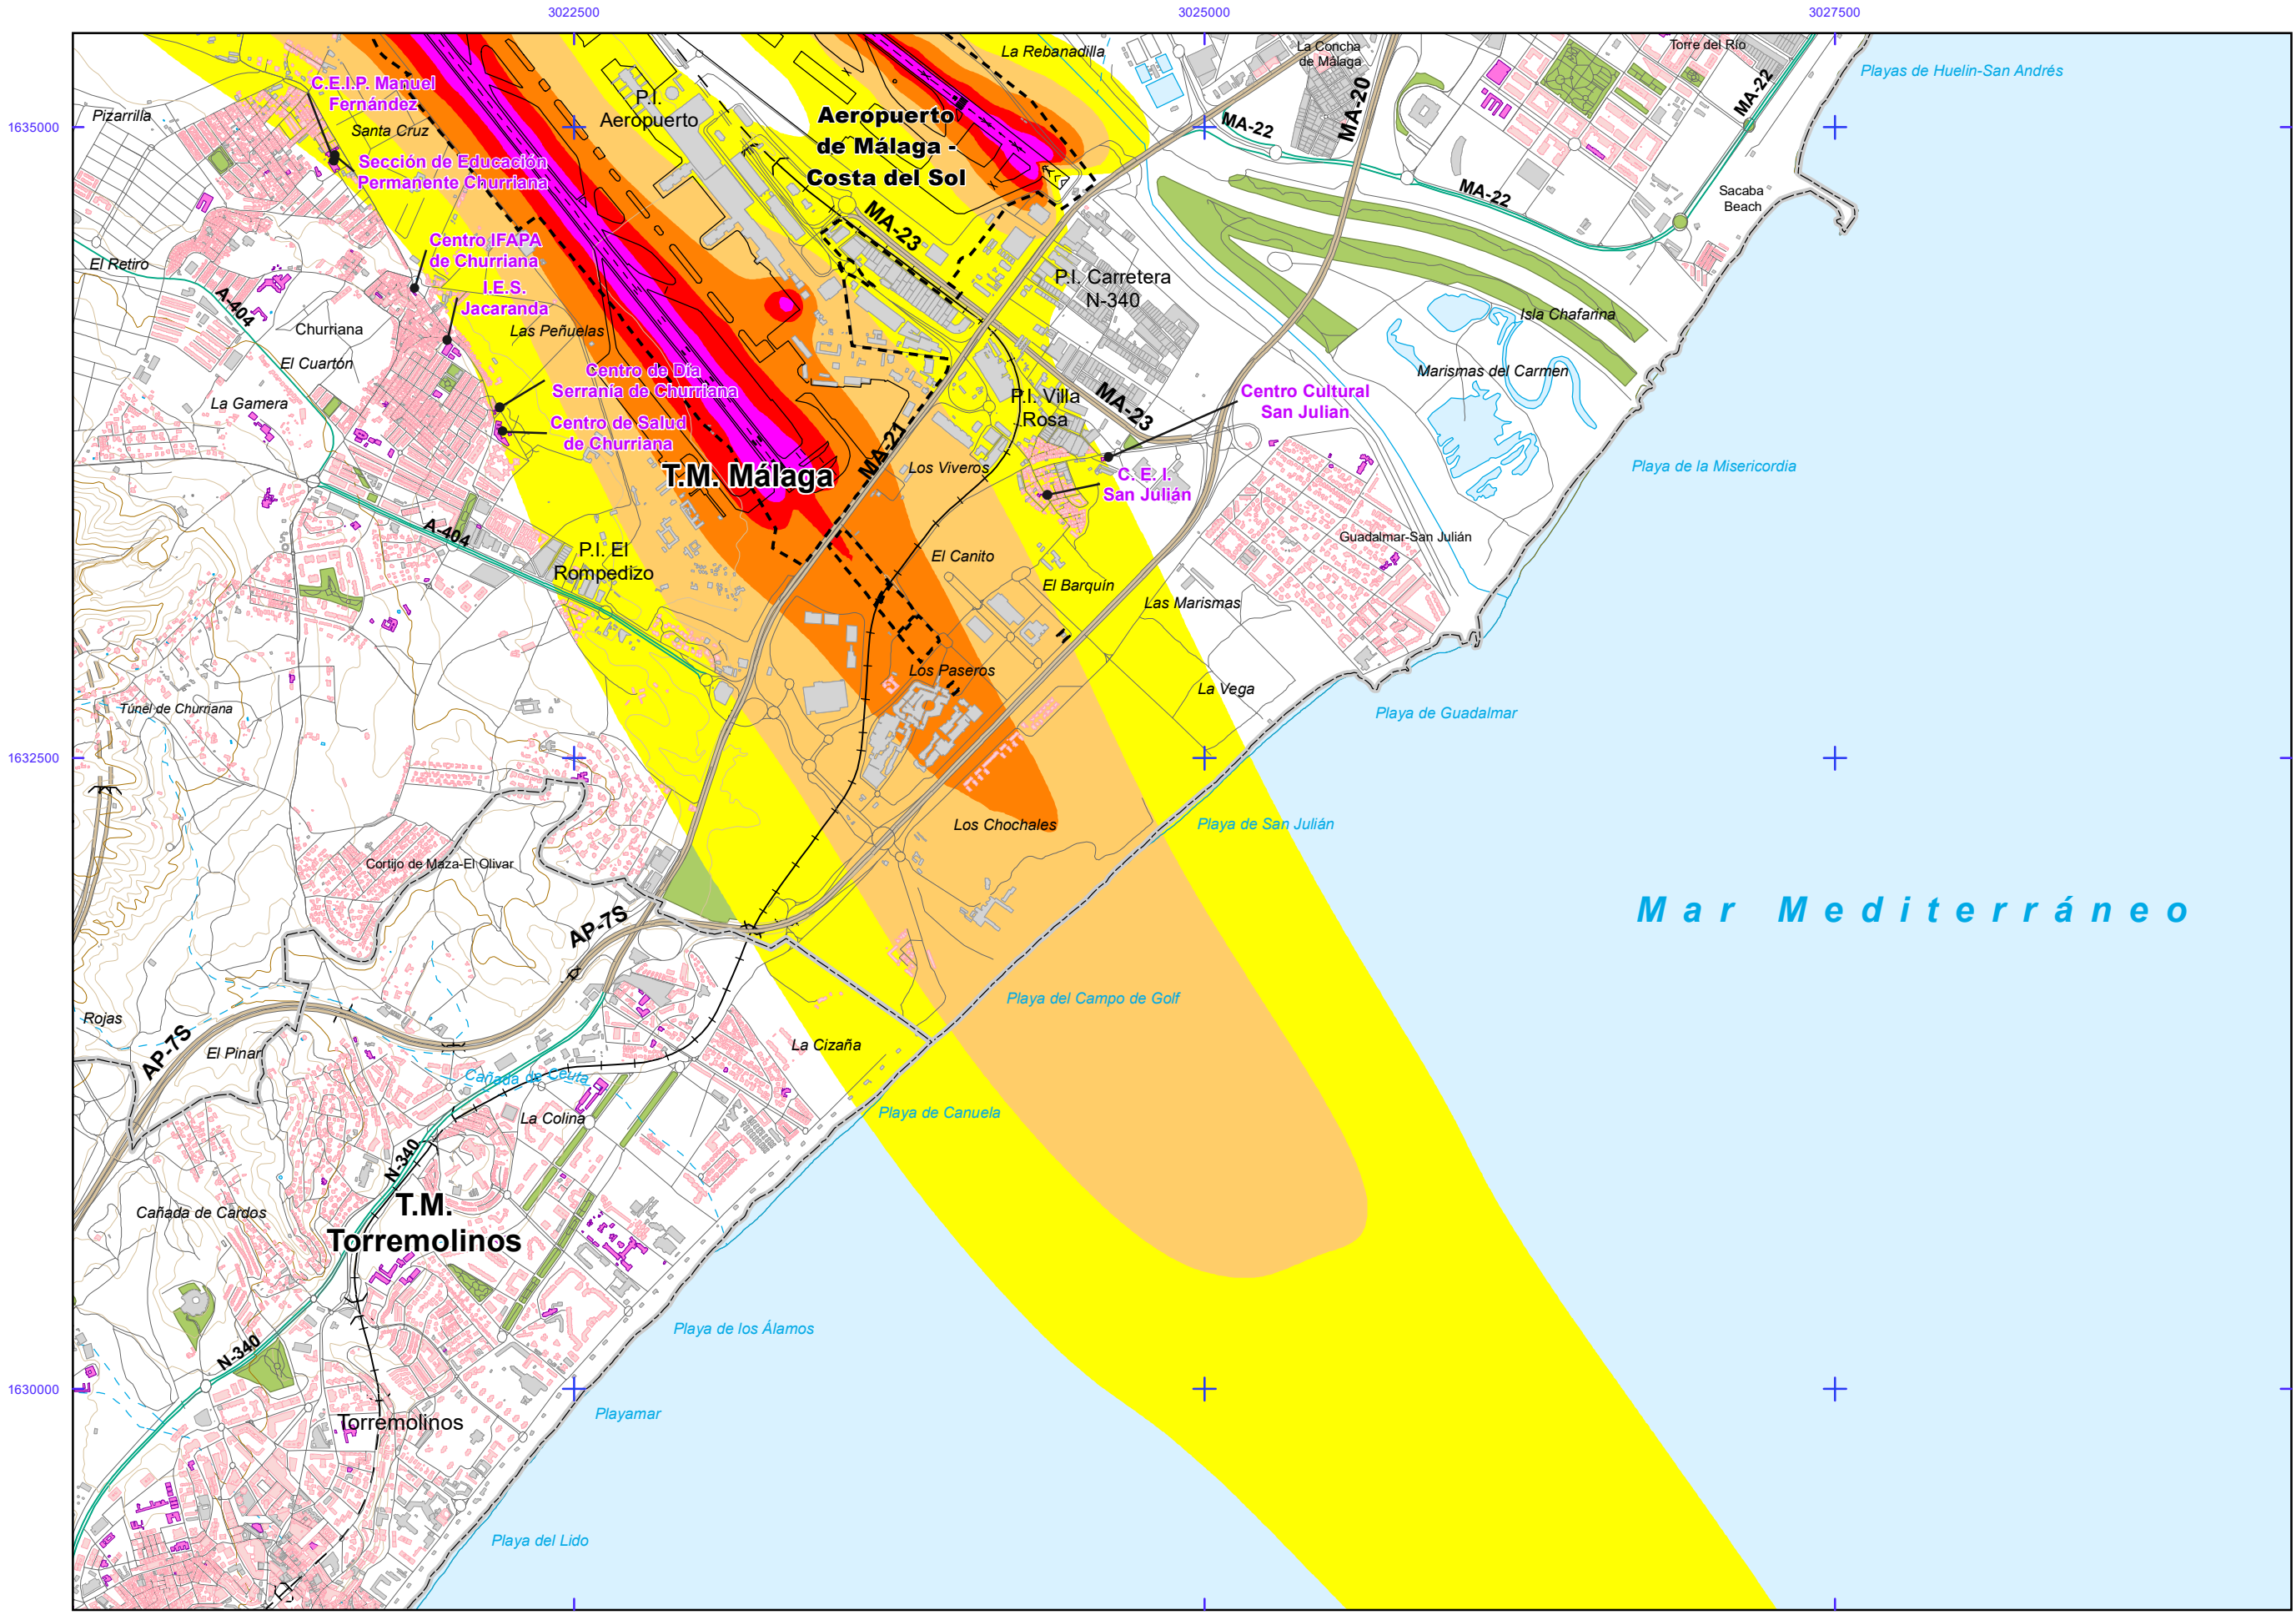 3022500
3025000
3027500
La Rebanadilla
La Concha
de Málaga
Torre del Río
Playas de Huelin-San Andrés
MA-22
MA-20
C.E.I.P. Manuel
Fernández
P.I.
Aeropuerto
Pizarrilla
Santa Cruz
Aeropuerto
de Málaga -
Costa del Sol
1635000
MA-22
Sección de Educación
Permanente Churriana
MA-22
Sacaba
Beach
MA-23
Centro IFAPA
de Churriana
El Retiro
P.I. Carretera
N-340
I.E.S.
Jacaranda
A-404
Churriana
Las Peñuelas
Isla Chafarina
El Cuartón
Centro de Día
Serranía de Churriana
Marismas del Carmen
La Gamera
P.I. Villa
Rosa
MA-23
Centro Cultural
San Julian
Centro de Salud
de Churriana
MA-21
T.M. Málaga
Los Viveros
Playa de la Misericordia
C. E. I.
San Julián
A-404
Guadalmar-San Julián
P.I. El
Rompedizo
El Canito
El Barquín
Las Marismas
Los Paseros
La Vega
Túnel de Churriana
Playa de Guadalmar
1632500
Los Chochales
Playa de San Julián
Cortijo de Maza-El Olivar
AP-7S
Mar Mediterráneo
Playa del Campo de Golf
Rojas
AP-7S
El Pinar
La Cizaña
Cañada de Ceuta
La Colina
Playa de Canuela
N-340
Cañada de Cardos
T.M.
Torremolinos
Playa de los Álamos
N-340
1630000
Torremolinos
Playamar
Playa del Lido